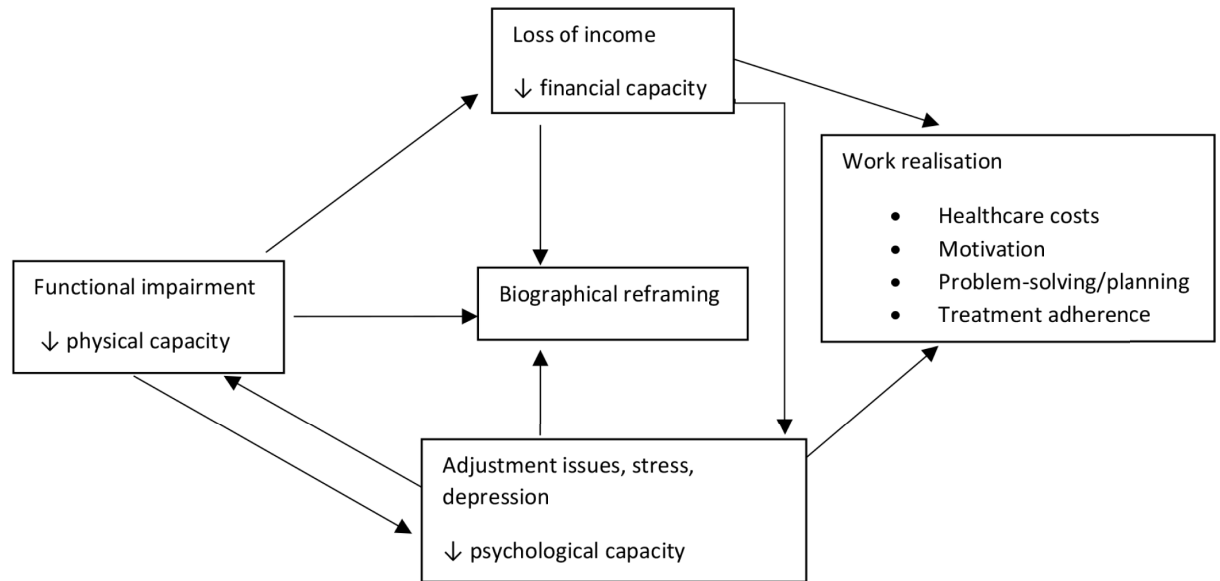 Loss of income
↓ financial capacity
Work realisation
• Healthcare costs
• Motivation
• Problem-solving/planning
• Treatment adherence
Functional impairment
↓ physical capacity
Biographical reframing
Adjustment issues, stress,
depression
↓ psychological capacity